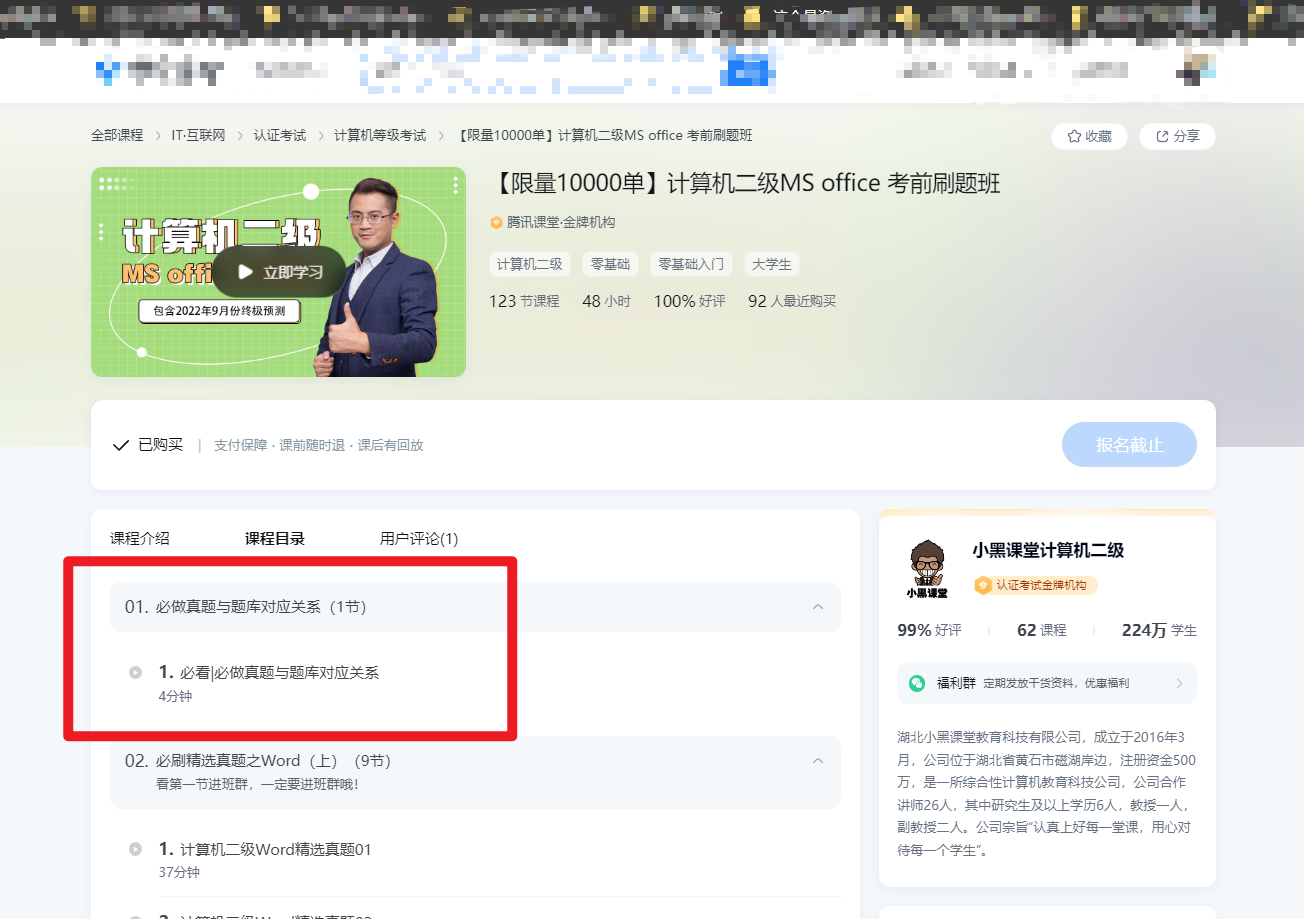 全部课程 > IT·互联网 > 认证考试 > 计算机等级考试 > 【限量10000单】计算机二级MS office 考前刷题班
收藏
分享
计算机二级
MS offi
立即学习
包含2022年9月份终极预测
【限量10000单】计算机二级MS office 考前刷题班
腾讯课堂·金牌机构
计算机二级 零基础 零基础入门 大学生
123 节课程 48 小时 100% 好评 92 人最近购买
已购买 | 支付保障 · 课前随时退 · 课后有回放
报名截止
课程介绍 课程目录 用户评论(1)
01. 必做真题与题库对应关系（1节）
1. 必看|必做真题与题库对应关系
4分钟
02. 必刷精选真题之Word（上）（9节）
看第一节进班群，一定要进班群哦!
1. 计算机二级Word精选真题01
37分钟
小黑课堂
小黑课堂计算机二级
认证考试金牌机构
99% 好评 62 课程 224万 学生
福利群 定期发放干货资料，优惠福利
湖北小黑课堂教育科技有限公司，成立于2016年3
月，公司位于湖北省黄石市磁湖岸边，注册资金500
万，是一所综合性计算机教育科技公司，公司合作
讲师26人，其中研究生及以上学历6人，教授一人，
副教授二人。公司宗旨“认真上好每一堂课，用心对
待每一个学生”。